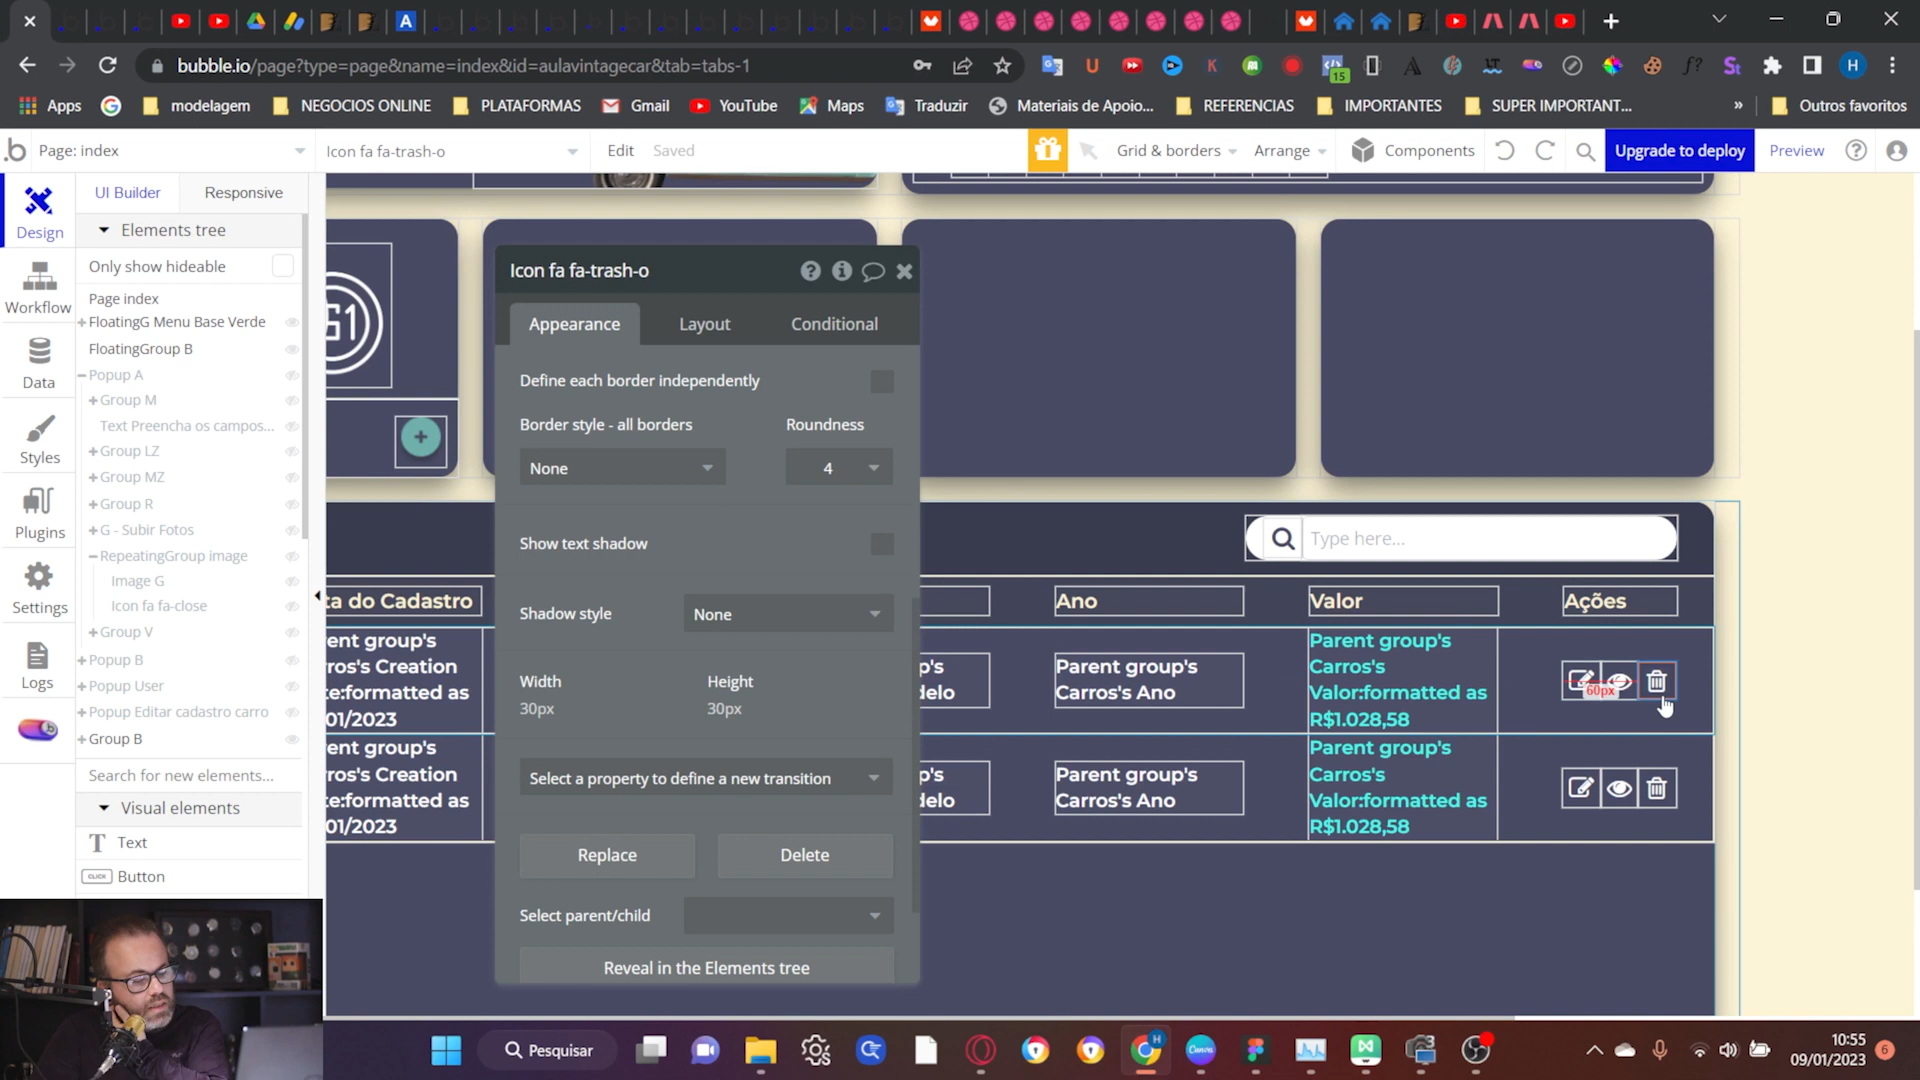 bubble.io/page?type=page&name=index&id=aulavintagecar&tab=tabs-1
15
Apps
modelagem
NEGOCIOS ONLINE
PLATAFORMAS
Gmail
YouTube
Maps
Traduzir
Materiais de Apoio...
REFERENCIAS
IMPORTANTES
SUPER IMPORTANT...
»
Outros favoritos
Page: index
Icon fa fa-trash-o
Edit
Saved
Grid & borders
Arrange
Components
Upgrade to deploy
Preview
Design
Workflow
Data
Styles
Plugins
Settings
Logs
UI Builder
Responsive
Elements tree
Only show hideable
Page index
FloatingG Menu Base Verde
FloatingGroup B
Popup A
Group M
Text Preencha os campos...
Group LZ
Group MZ
Group R
G - Subir Fotos
RepeatingGroup image
Image G
Icon fa fa-close
Group V
Popup B
Popup User
Popup Editar cadastro carro
Group B
Search for new elements...
Visual elements
Text
CLICK
Button
Icon fa fa-trash-o
Appearance
Layout
Conditional
Define each border independently
Border style - all borders
Roundness
None
4
Show text shadow
Shadow style
None
Width
Height
30px
30px
Select a property to define a new transition
Replace
Delete
Select parent/child
Reveal in the Elements tree
Type here...
ta do Cadastro
Ano
Valor
Ações
ent group's
ros's Creation
te:formatted as
01/2023
p's
delo
Parent group's
Carros's Ano
Parent group's
Carros's
Valor:formatted as
R$1.028,58
60px
ent group's
ros's Creation
te:formatted as
01/2023
p's
delo
Parent group's
Carros's Ano
Parent group's
Carros's
Valor:formatted as
R$1.028,58
Pesquisar
10:55
09/01/2023
6